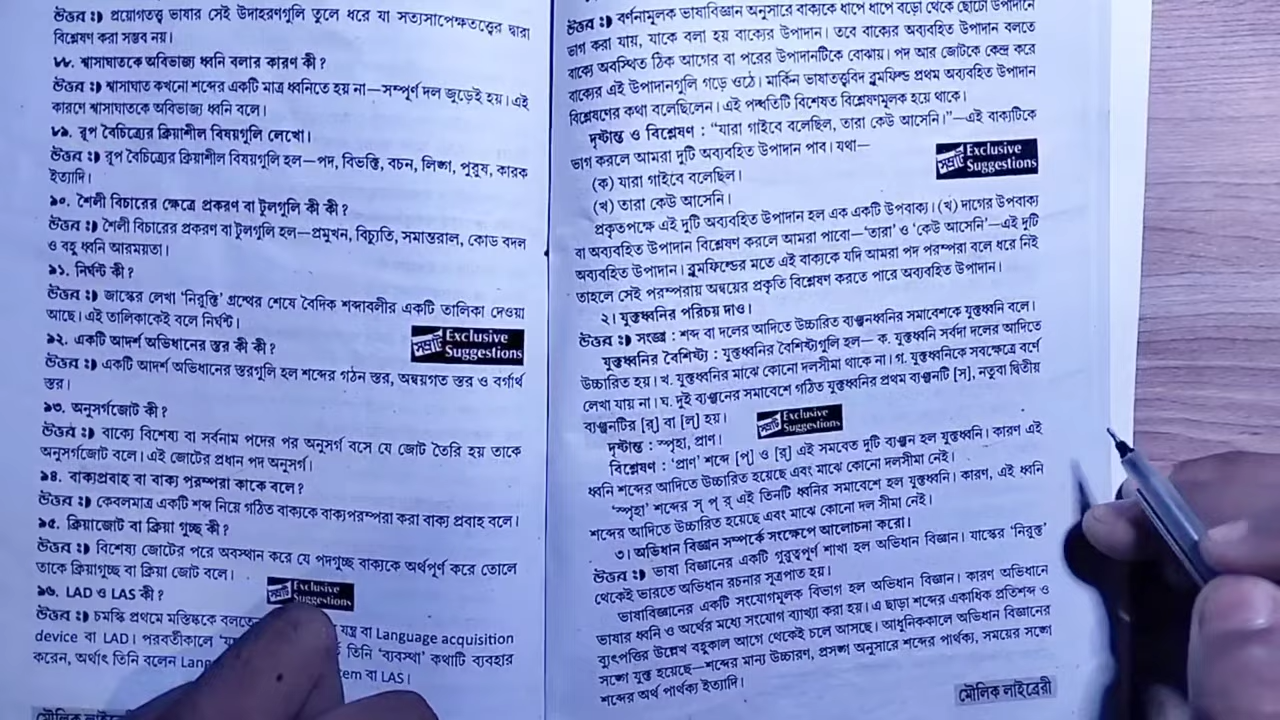 উত্তর : প্রয়োগতত্ত্ব ভাষার সেই উদাহরণগুলি তুলে ধরে যা সত্যসাপেক্ষতত্ত্বের দ্বারা
বিশ্লেষণ করা সম্ভব নয়।
৮৮. শ্বাসাঘাতকে অবিভাজ্য ধ্বনি বলার কারণ কী?
উত্তর : শ্বাসাঘাত কখনো শব্দের একটি মাত্র ধ্বনিতে হয় না—সম্পূর্ণ দল জুড়েই হয়। এই
কারণে শ্বাসাঘাতকে অবিভাজ্য ধ্বনি বলে।
৮৯. রূপ বৈচিত্র্যের ক্রিয়াশীল বিষয়গুলি লেখো।
উত্তর : রূপ বৈচিত্র্যের ক্রিয়াশীল বিষয়গুলি হল—পদ, বিভক্তি, বচন, লিঙ্গ, পুরুষ, কারক
ইত্যাদি।
৯০. শৈলী বিচারের ক্ষেত্রে প্রকরণ বা টুলগুলি কী কী?
উত্তর : শৈলী বিচারের প্রকরণ বা টুলগুলি হল—প্রমুখন, বিচ্যুতি, সমান্তরাল, কোড বদল
ও বহু ধ্বনি আরময়তা।
৯১. নির্ঘন্ট কী?
উত্তর : জাস্কের লেখা ‘নিরুক্তি’ গ্রন্থের শেষে বৈদিক শব্দাবলীর একটি তালিকা দেওয়া
আছে। এই তালিকাকেই বলে নির্ঘন্ট।
সম্রাট Exclusive Suggestions
৯২. একটি আদর্শ অভিধানের স্তর কী কী?
উত্তর : একটি আদর্শ অভিধানের স্তরগুলি হল শব্দের গঠন স্তর, অন্বয়গত স্তর ও বর্গার্থ
স্তর।
৯৩. অনুসর্গজোট কী?
উত্তর : বাক্যে বিশেষ্য বা সর্বনাম পদের পর অনুসর্গ বসে যে জোট তৈরি হয় তাকে
অনুসর্গজোট বলে। এই জোটের প্রধান পদ অনুসর্গ।
৯৪. বাক্যপ্রবাহ বা বাক্য পরম্পরা কাকে বলে?
উত্তর : কেবলমাত্র একটি শব্দ নিয়ে গঠিত বাক্যকে বাক্যপরম্পরা করা বাক্য প্রবাহ বলে।
৯৫. ক্রিয়াজোট বা ক্রিয়া গুচ্ছ কী?
উত্তর : বিশেষ্য জোটের পরে অবস্থান করে যে পদগুচ্ছ বাক্যকে অর্থপূর্ণ করে তোলে
তাকে ক্রিয়াগুচ্ছ বা ক্রিয়া জোট বলে।
সম্রাট Exclusive Suggestions
৯৬. LAD ও LAS কী?
উত্তর : চমস্কি প্রথমে মস্তিষ্ককে যন্ত্র বা Language acquisition
device বা LAD। পরবর্তীকালে তিনি ‘ব্যবস্থা’ কথাটি ব্যবহার
করেন, অর্থাৎ তিনি বলেন বা LAS।
উত্তর : বর্ণনামূলক ভাষাবিজ্ঞান অনুসারে বাক্যকে ধাপে ধাপে বড়ো থেকে ছোটো উপাদানে
ভাগ করা যায়, যাকে বলা হয় বাক্যের উপাদান। তবে বাক্যের অব্যবহিত উপাদান বলতে
বাক্যে অবস্থিত ঠিক আগের বা পরের উপাদানটিকে বোঝায়। পদ আর জোটকে কেন্দ্র করে
বাক্যের এই উপাদানগুলি গড়ে ওঠে। মার্কিন ভাষাতত্ত্ববিদ ব্লুমফিল্ড প্রথম অব্যবহিত উপাদান
বিশ্লেষণের কথা বলেছিলেন। এই পদ্ধতিটি বিশেষত বিশ্লেষণমূলক হয়ে থাকে।
দৃষ্টান্ত ও বিশ্লেষণ : “যারা গাইবে বলেছিল, তারা কেউ আসেনি।”—এই বাক্যটিকে
ভাগ করলে আমরা দুটি অব্যবহিত উপাদান পাব। যথা—
সম্রাট Exclusive Suggestions
(ক) যারা গাইবে বলেছিল।
(খ) তারা কেউ আসেনি।
প্রকৃতপক্ষে এই দুটি অব্যবহিত উপাদান হল এক একটি উপবাক্য। (খ) দাগের উপবাক্য
বা অব্যবহিত উপাদান বিশ্লেষণ করলে আমরা পাবো—‘তারা’ ও ‘কেউ আসেনি’—এই দুটি
অব্যবহিত উপাদান। ব্লুমফিল্ডের মতে এই বাক্যকে যদি আমরা পদ পরম্পরা বলে ধরে নিই
তাহলে সেই পরম্পরায় অন্বয়ের প্রকৃতি বিশ্লেষণ করতে পারে অব্যবহিত উপাদান।
২। যুক্তধ্বনির পরিচয় দাও।
উত্তর : সংজ্ঞা : শব্দ বা দলের আদিতে উচ্চারিত ব্যঞ্জনধ্বনির সমাবেশকে যুক্তধ্বনি বলে।
যুক্তধ্বনির বৈশিষ্ট্য : যুক্তধ্বনির বৈশিষ্ট্যগুলি হল— ক. যুক্তধ্বনি সর্বদা দলের আদিতে
উচ্চারিত হয়। খ. যুক্তধ্বনির মাঝে কোনো দলসীমা থাকে না। গ. যুক্তধ্বনিকে সবক্ষেত্রে বর্ণে
লেখা যায় না। ঘ. দুই ব্যঞ্জনের সমাবেশে গঠিত যুক্তধ্বনির প্রথম ব্যঞ্জনটি [স], নতুবা দ্বিতীয়
ব্যঞ্জনটির [র্] বা [ল্] হয়।
সম্রাট Exclusive Suggestions
দৃষ্টান্ত : স্পৃহা, প্রাণ।
বিশ্লেষণ : ‘প্রাণ’ শব্দে [প্] ও [র্] এই সমবেত দুটি ব্যঞ্জন হল যুক্তধ্বনি। কারণ এই
ধ্বনি শব্দের আদিতে উচ্চারিত হয়েছে এবং মাঝে কোনো দলসীমা নেই।
‘স্পৃহা’ শব্দের স্ প্ র্ এই তিনটি ধ্বনির সমাবেশে হল যুক্তধ্বনি। কারণ, এই ধ্বনি
শব্দের আদিতে উচ্চারিত হয়েছে এবং মাঝে কোনো দল সীমা নেই।
৩। অভিধান বিজ্ঞান সম্পর্কে সংক্ষেপে আলোচনা করো।
উত্তর : ভাষা বিজ্ঞানের একটি গুরুত্বপূর্ণ শাখা হল অভিধান বিজ্ঞান। যাস্কের ‘নিরুক্ত’
থেকেই ভারতে অভিধান রচনার সূত্রপাত হয়।
ভাষাবিজ্ঞানের একটি সংযোগমূলক বিভাগ হল অভিধান বিজ্ঞান। কারণ অভিধানে
ভাষার ধ্বনি ও অর্থের মধ্যে সংযোগ ব্যাখ্যা করা হয়। এ ছাড়া শব্দের একাধিক প্রতিশব্দ ও
ব্যুৎপত্তির উল্লেখ বহুকাল আগে থেকেই চলে আসছে। আধুনিককালে অভিধান বিজ্ঞানের
সঙ্গে যুক্ত হয়েছে—শব্দের মান্য উচ্চারণ, প্রসঙ্গ অনুসারে শব্দের পার্থক্য, সময়ের সঙ্গে
শব্দের অর্থ পার্থক্য ইত্যাদি।
মৌলিক লাইব্রেরী